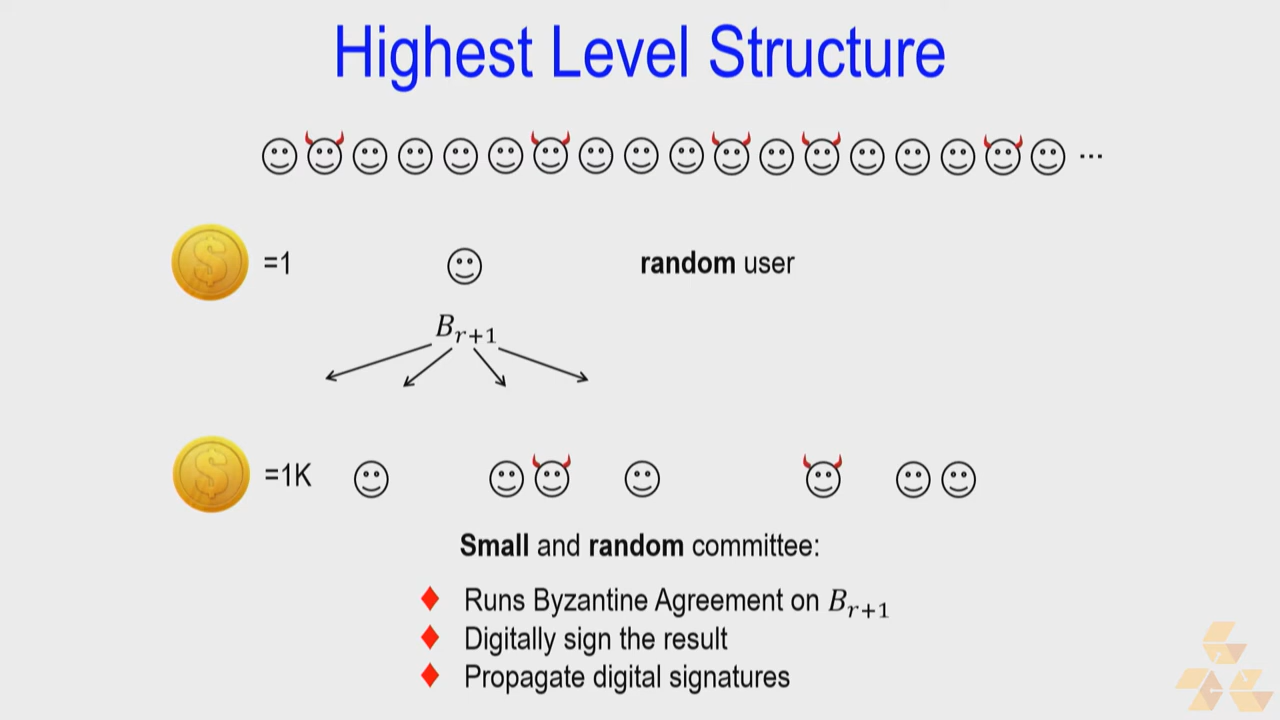 Highest Level Structure
...
=1
random user
B_{r+1}
=1K
Small and random committee:
Runs Byzantine Agreement on B_{r+1}
Digitally sign the result
Propagate digital signatures